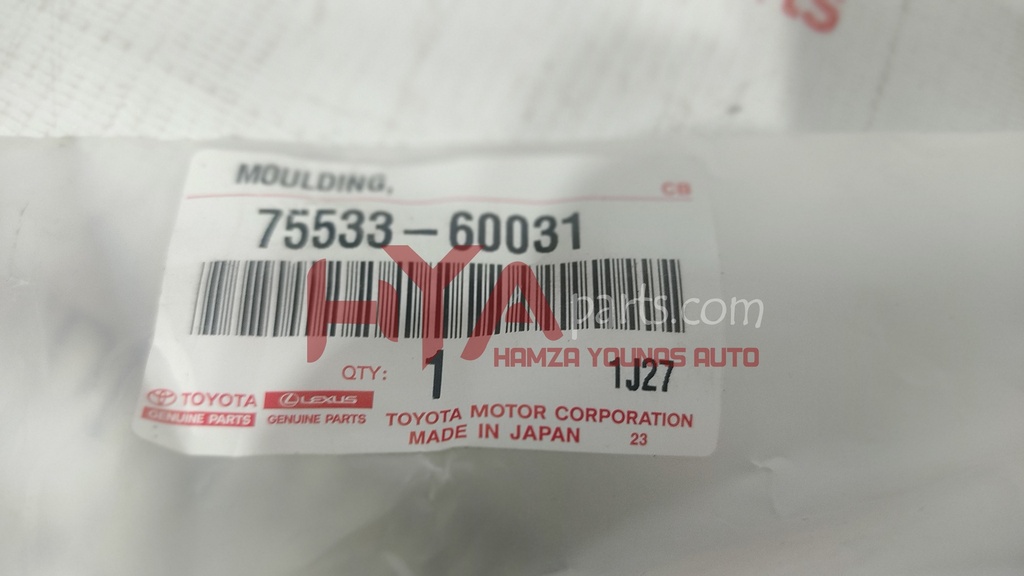 MOULDING,
CB
75533-60031
HYAparts.com
HAMZA YOUNAS AUTO
QTY: 1 1J27
TOYOTA LEXUS
GENUINE PARTS GENUINE PARTS
TOYOTA MOTOR CORPORATION
MADE IN JAPAN 23